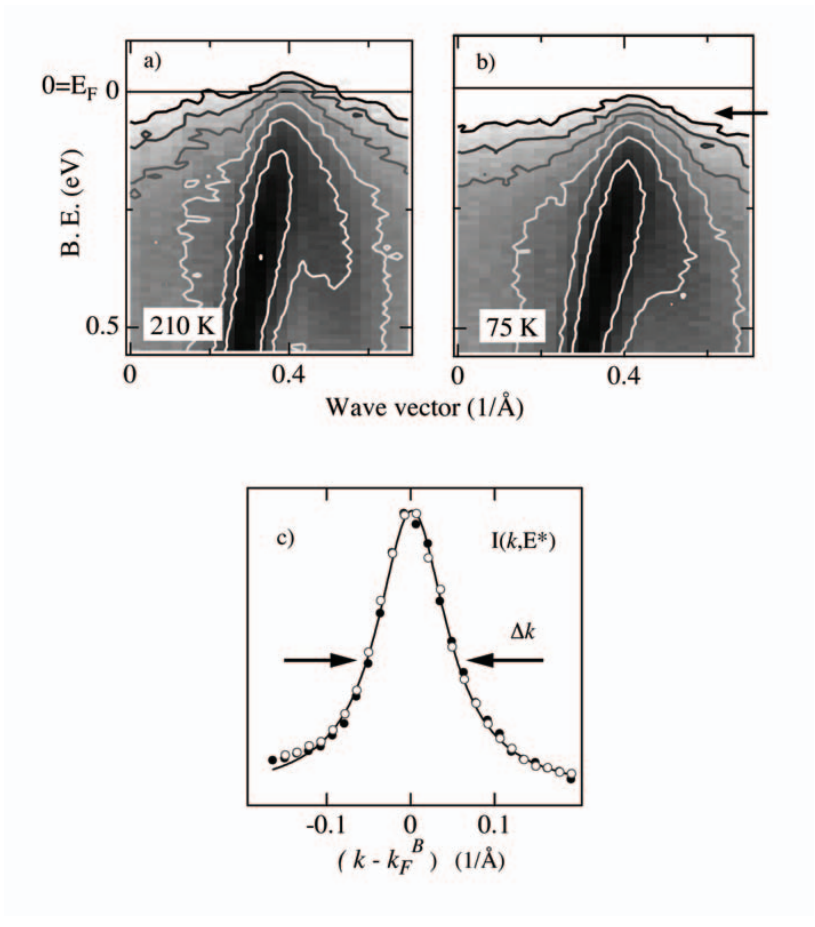 a)
b)
0=E_F 0
B. E. (eV)
0.5
210 K
75 K
0 0.4
0 0.4
Wave vector (1/Å)
c)
I(k,E*)
Δk
-0.1 0 0.1
( k - k_F^B ) (1/Å)